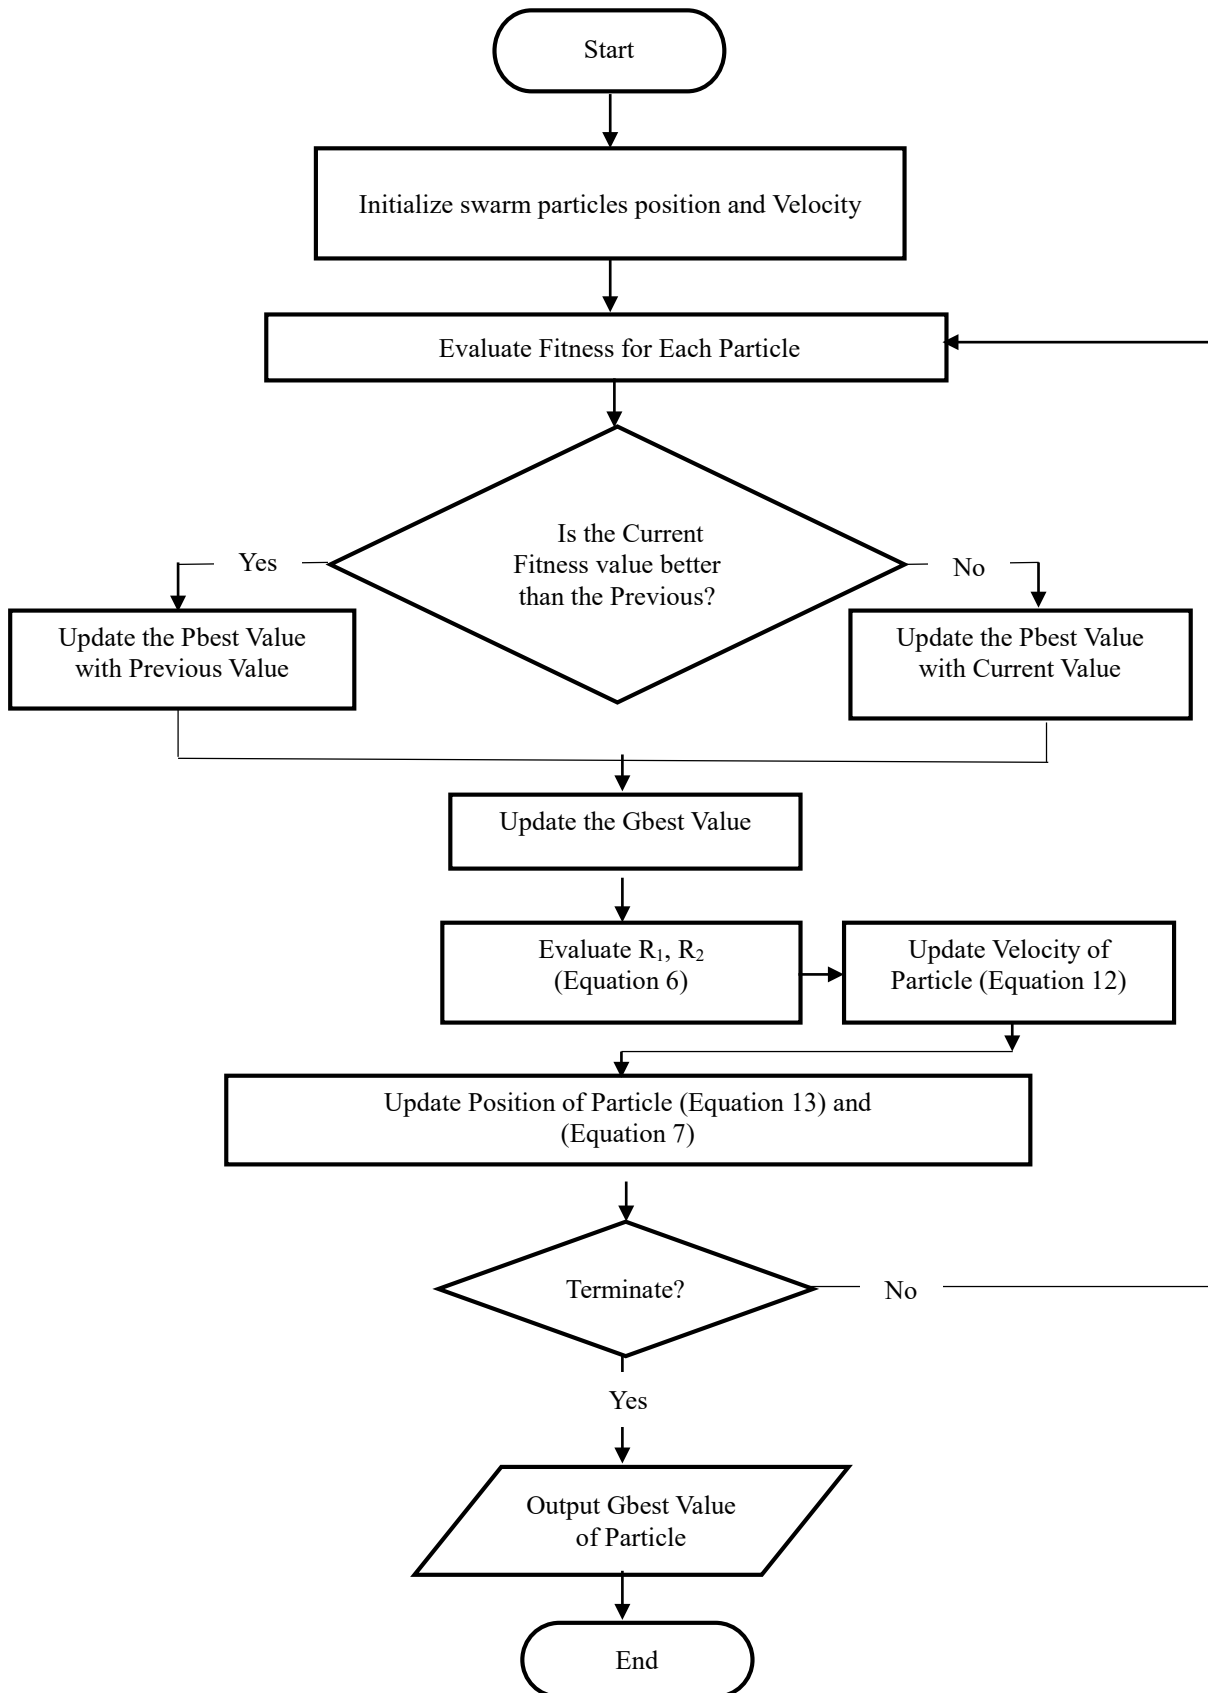 Start
Initialize swarm particles position and Velocity
Evaluate Fitness for Each Particle
Is the Current
Fitness value better
than the Previous?
Yes
No
Update the Pbest Value
with Previous Value
Update the Pbest Value
with Current Value
Update the Gbest Value
Evaluate R₁, R₂
(Equation 6)
Update Velocity of
Particle (Equation 12)
Update Position of Particle (Equation 13) and
(Equation 7)
Terminate?
No
Yes
Output Gbest Value
of Particle
End